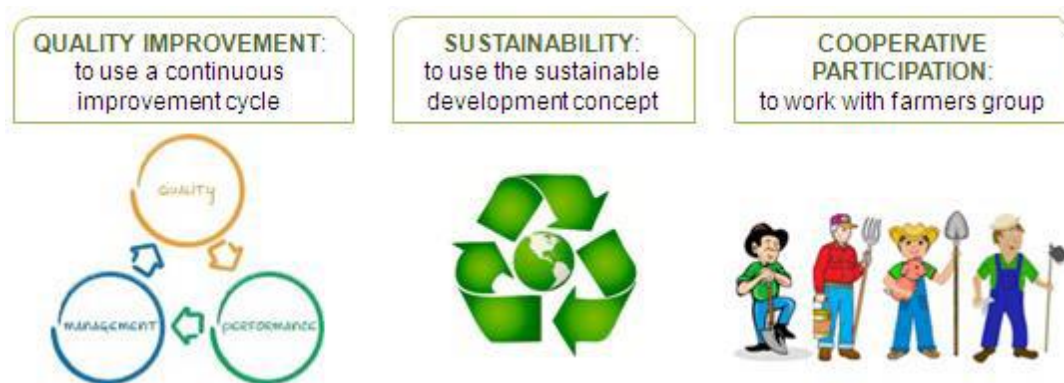 QUALITY IMPROVEMENT:
to use a continuous
improvement cycle
SUSTAINABILITY:
to use the sustainable
development concept
COOPERATIVE
PARTICIPATION:
to work with farmers group
QUALITY
MANAGEMENT
PERFORMANCE